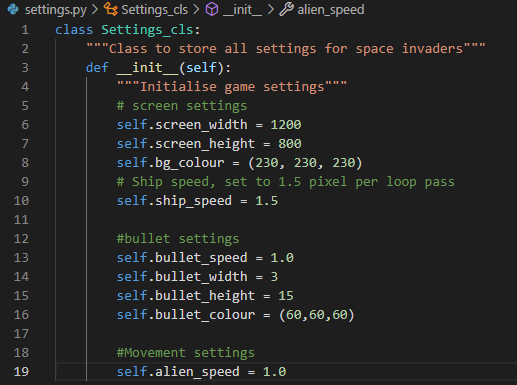 settings.py > Settings_cls > __init__ > alien_speed
1 class Settings_cls:
2     """Class to store all settings for space invaders"""
3     def __init__(self):
4         """Initialise game settings"""
5         # screen settings
6         self.screen_width = 1200
7         self.screen_height = 800
8         self.bg_colour = (230, 230, 230)
9         # Ship speed, set to 1.5 pixel per loop pass
10         self.ship_speed = 1.5
11
12         #bullet settings
13         self.bullet_speed = 1.0
14         self.bullet_width = 3
15         self.bullet_height = 15
16         self.bullet_colour = (60,60,60)
17
18         #Movement settings
19         self.alien_speed = 1.0